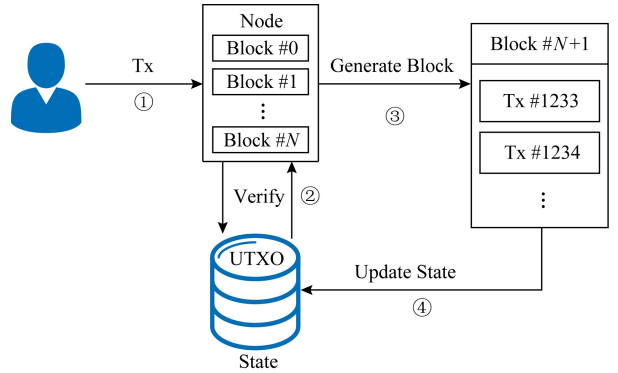 Node
Block #0
Block #1
⋮
Block #N
Tx
①
Generate Block
③
Block #N+1
Tx #1233
Tx #1234
⋮
Verify
②
UTXO
State
Update State
④